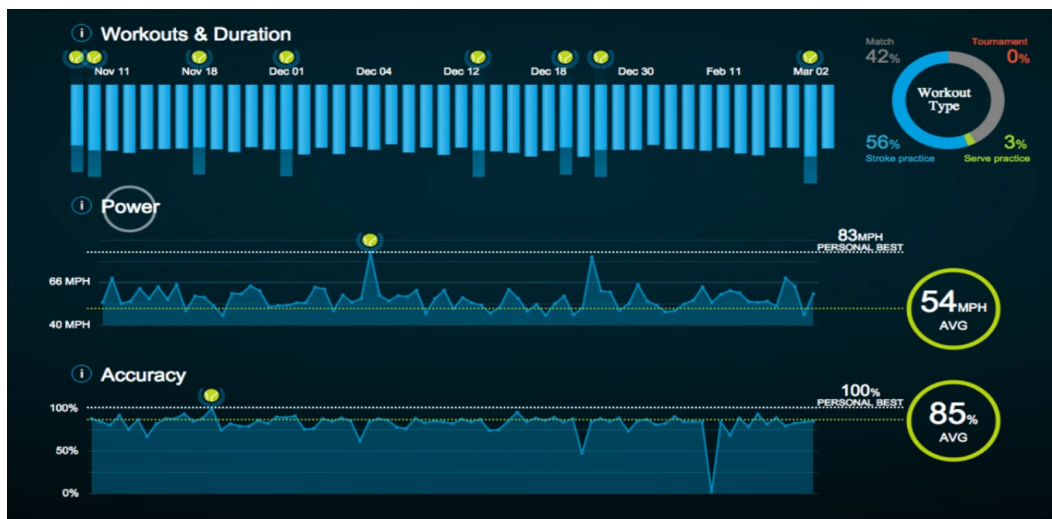 i Workouts & Duration
Nov 11 Nov 18 Dec 01 Dec 04 Dec 12 Dec 18 Dec 30 Feb 11 Mar 02
Match
42%
Tournament
0%
Workout
Type
56%
Stroke practice
3%
Serve practice
i Power
83MPH
PERSONAL BEST
66 MPH
40 MPH
54MPH
AVG
i Accuracy
100%
PERSONAL BEST
100%
50%
0%
85%
AVG